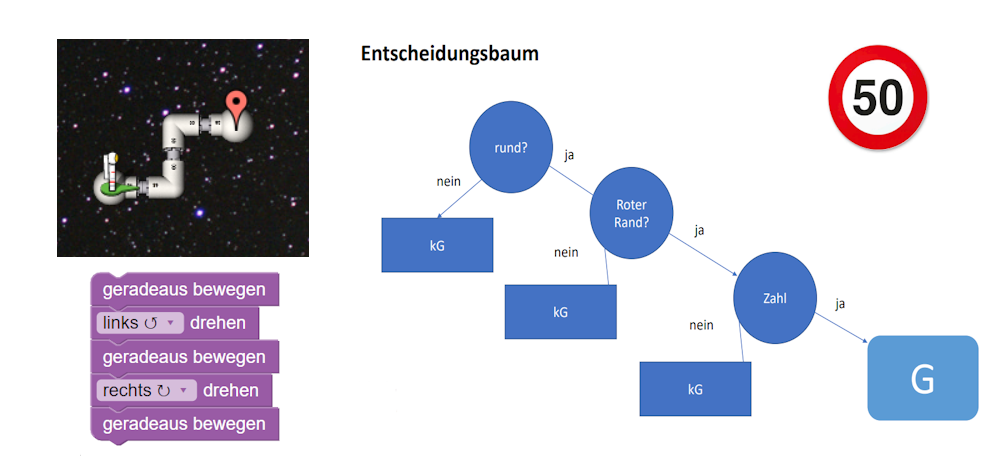 Entscheidungsbaum
50
rund?
ja
nein
kG
Roter
Rand?
ja
nein
kG
Zahl
ja
nein
kG
G
geradeaus bewegen
links ↺ ▾ drehen
geradeaus bewegen
rechts ↻ ▾ drehen
geradeaus bewegen